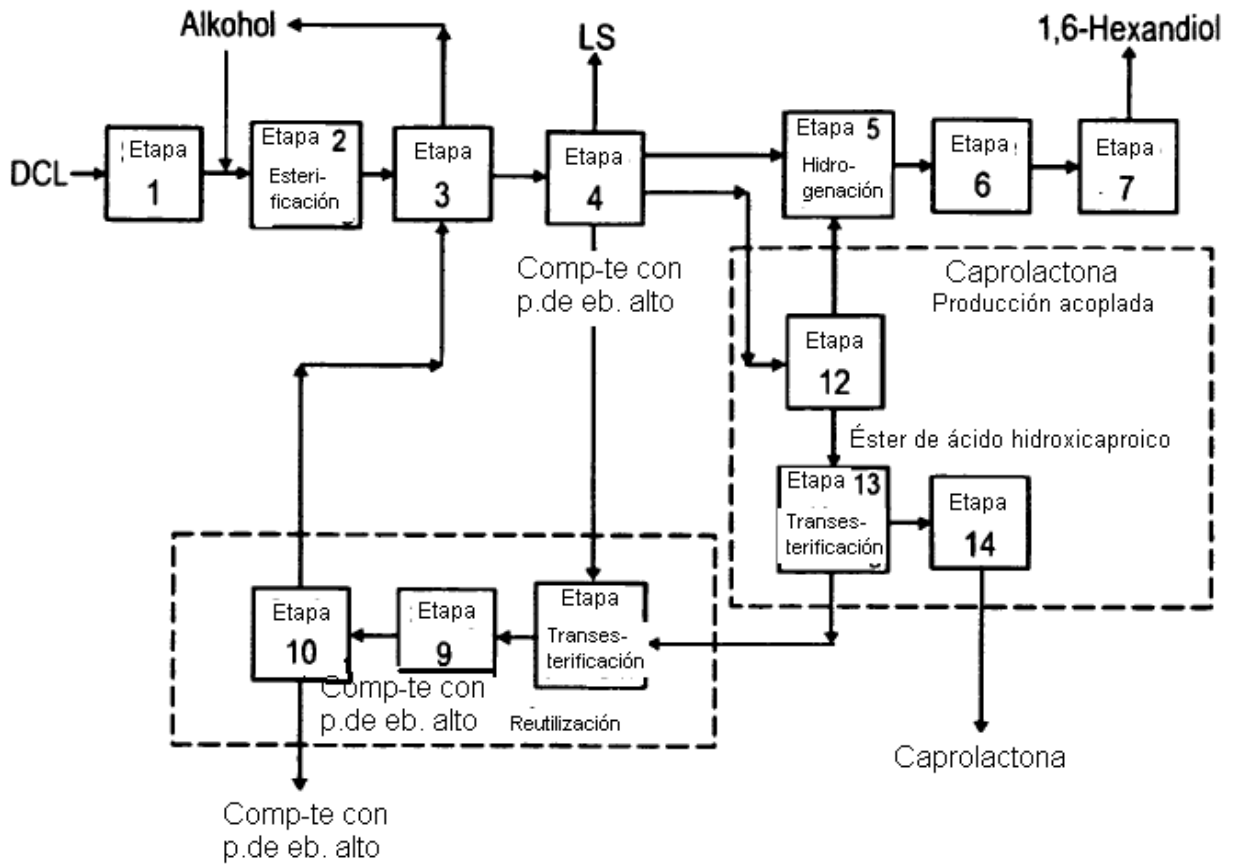 Alkohol
LS
1,6-Hexandiol
DCL
Etapa
1
Etapa 2
Esteri-
ficación
Etapa
3
Etapa
4
Etapa 5
Hidro-
genación
Etapa
6
Etapa
7
Comp-te con
p.de eb. alto
Caprolactona
Producción acoplada
Etapa
12
Éster de ácido hidroxicaproico
Etapa 13
Transes-
terificación
Etapa
14
Etapa
10
Etapa
9
Etapa
Transes-
terificación
Comp-te con
p.de eb. alto
Reutilización
Caprolactona
Comp-te con
p.de eb. alto